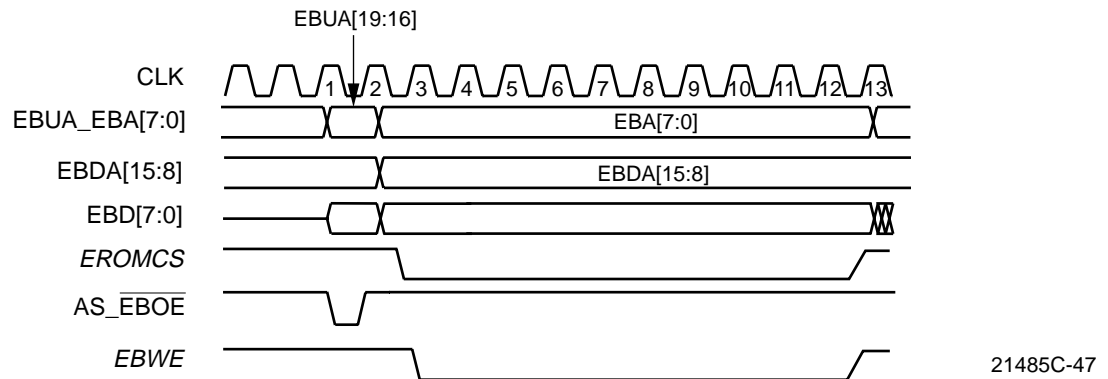 EBUA[19:16]
CLK
1 2 3 4 5 6 7 8 9 10 11 12 13
EBUA_EBA[7:0]
EBA[7:0]
EBDA[15:8]
EBDA[15:8]
EBD[7:0]
EROMCS
AS_EBOE
EBWE
21485C-47